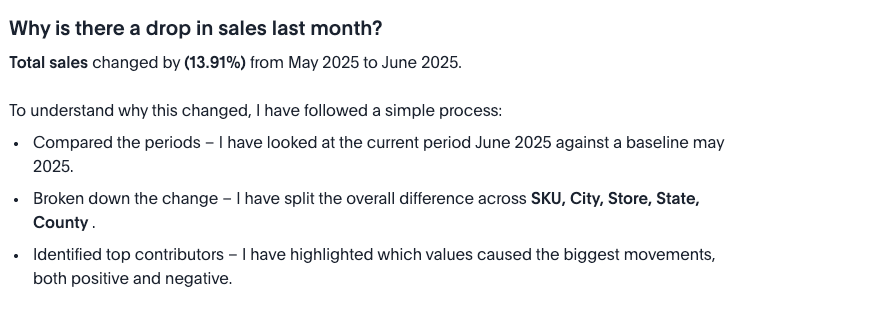 Why is there a drop in sales last month?
Total sales changed by (13.91%) from May 2025 to June 2025.
To understand why this changed, I have followed a simple process:
• Compared the periods – I have looked at the current period June 2025 against a baseline may
2025.
• Broken down the change – I have split the overall difference across SKU, City, Store, State,
County .
• Identified top contributors – I have highlighted which values caused the biggest movements,
both positive and negative.